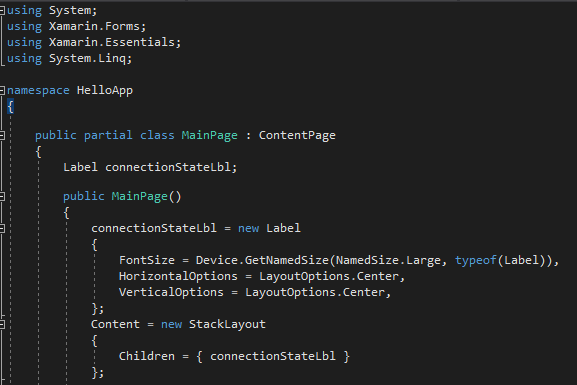 using System;
using Xamarin.Forms;
using Xamarin.Essentials;
using System.Linq;
namespace HelloApp
{
public partial class MainPage : ContentPage
{
Label connectionStateLbl;
public MainPage()
{
connectionStateLbl = new Label
{
FontSize = Device.GetNamedSize(NamedSize.Large, typeof(Label)),
HorizontalOptions = LayoutOptions.Center,
VerticalOptions = LayoutOptions.Center,
};
Content = new StackLayout
{
Children = { connectionStateLbl }
};